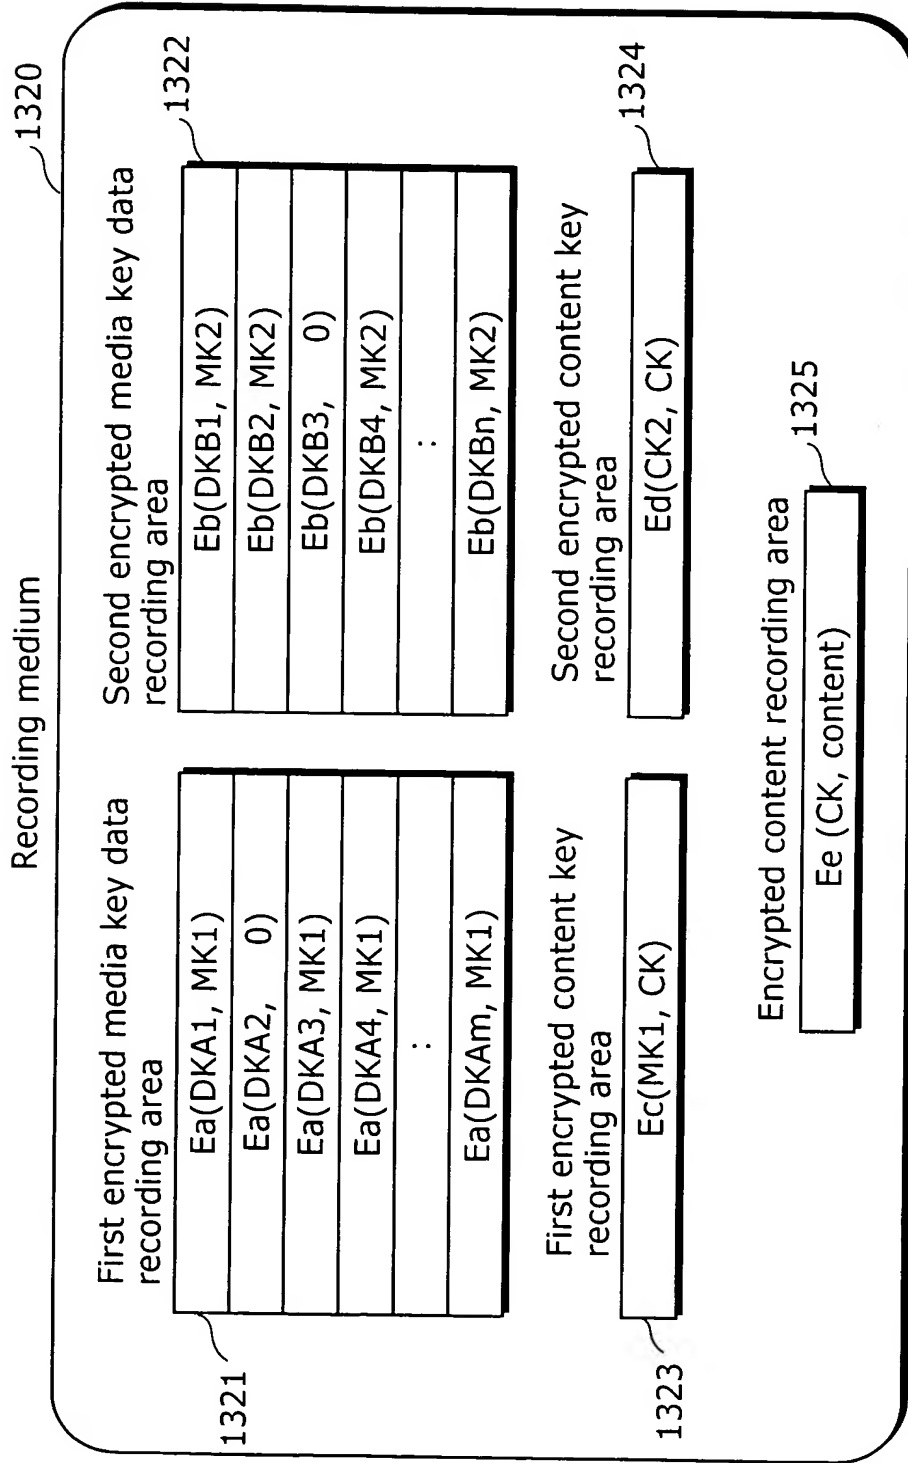 Recording medium
1320
First encrypted media key data
recording area
1321
Ea(DKA1, MK1)
Ea(DKA2, 0)
Ea(DKA3, MK1)
Ea(DKA4, MK1)
:
Ea(DKAm, MK1)
Second encrypted media key data
recording area
1322
Eb(DKB1, MK2)
Eb(DKB2, MK2)
Eb(DKB3, 0)
Eb(DKB4, MK2)
:
Eb(DKBn, MK2)
First encrypted content key
recording area
1323
Ec(MK1, CK)
Second encrypted content key
recording area
1324
Ed(CK2, CK)
Encrypted content recording area
1325
Ee (CK, content)